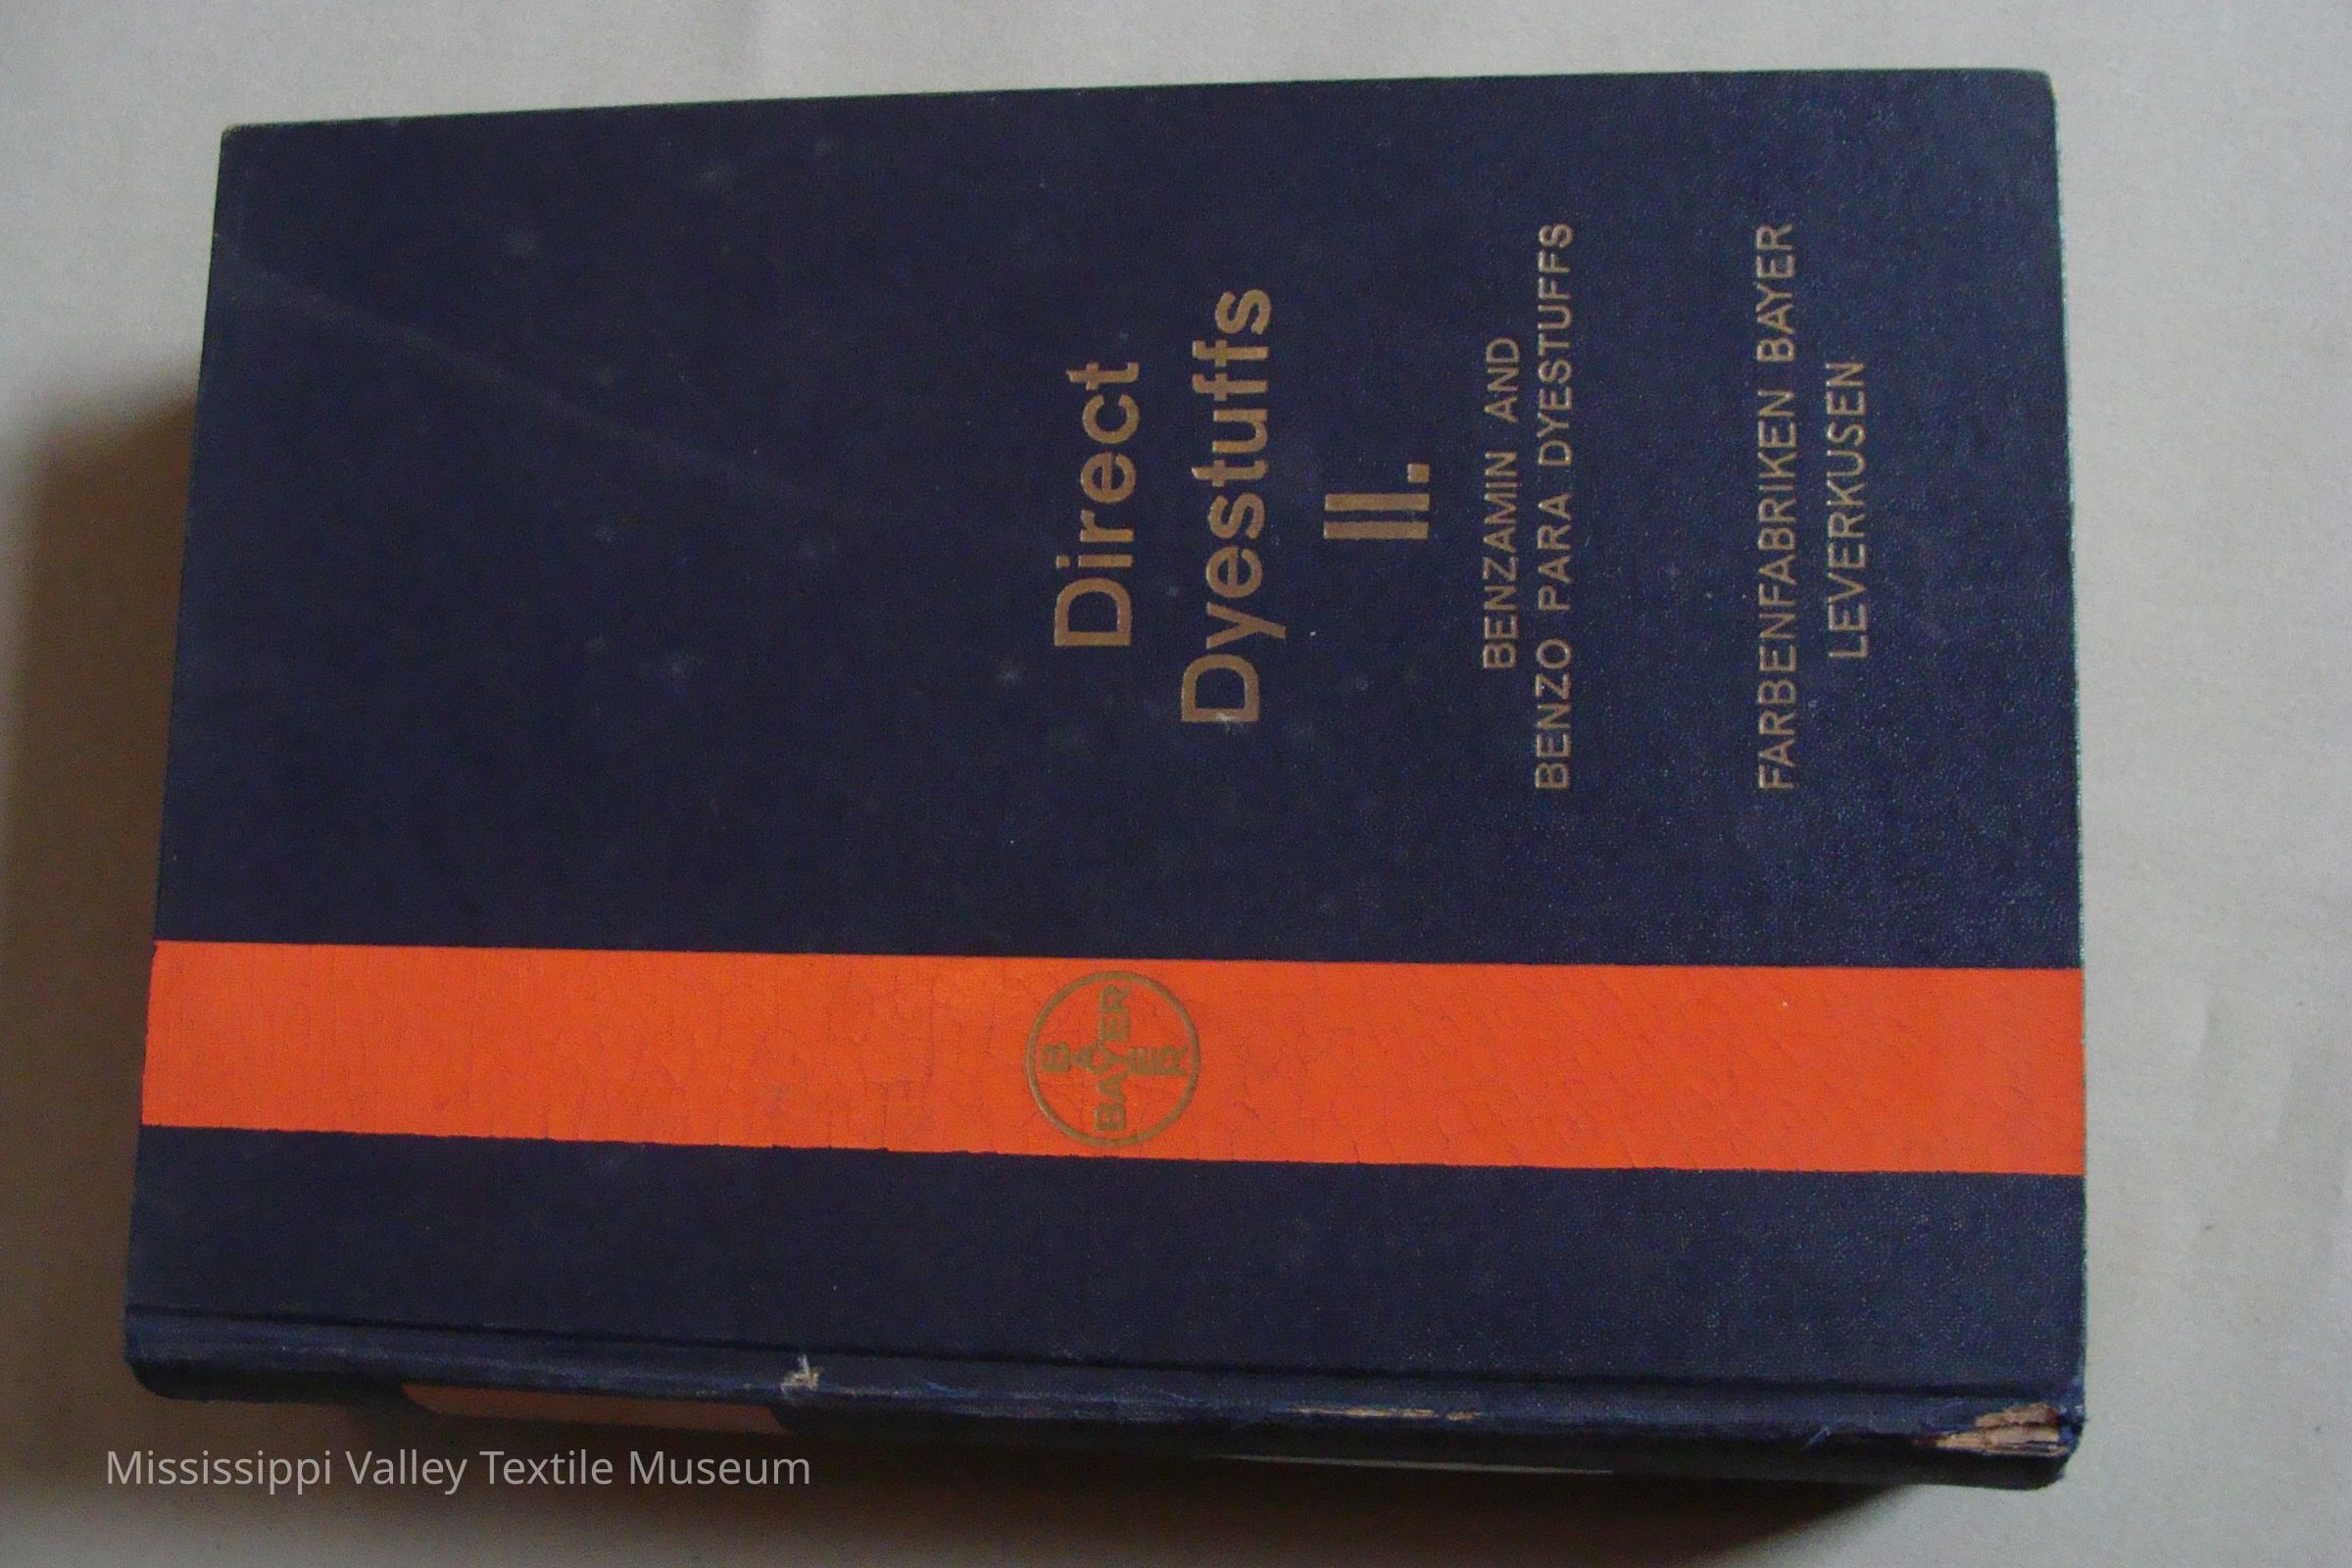 Direct
Dyestuffs
II.
BENZAMIN AND
BENZO PARA DYESTUFFS
FARBENFABRIKEN BAYER
LEVERKUSEN
BAYER
BAYER
Mississippi Valley Textile Museum